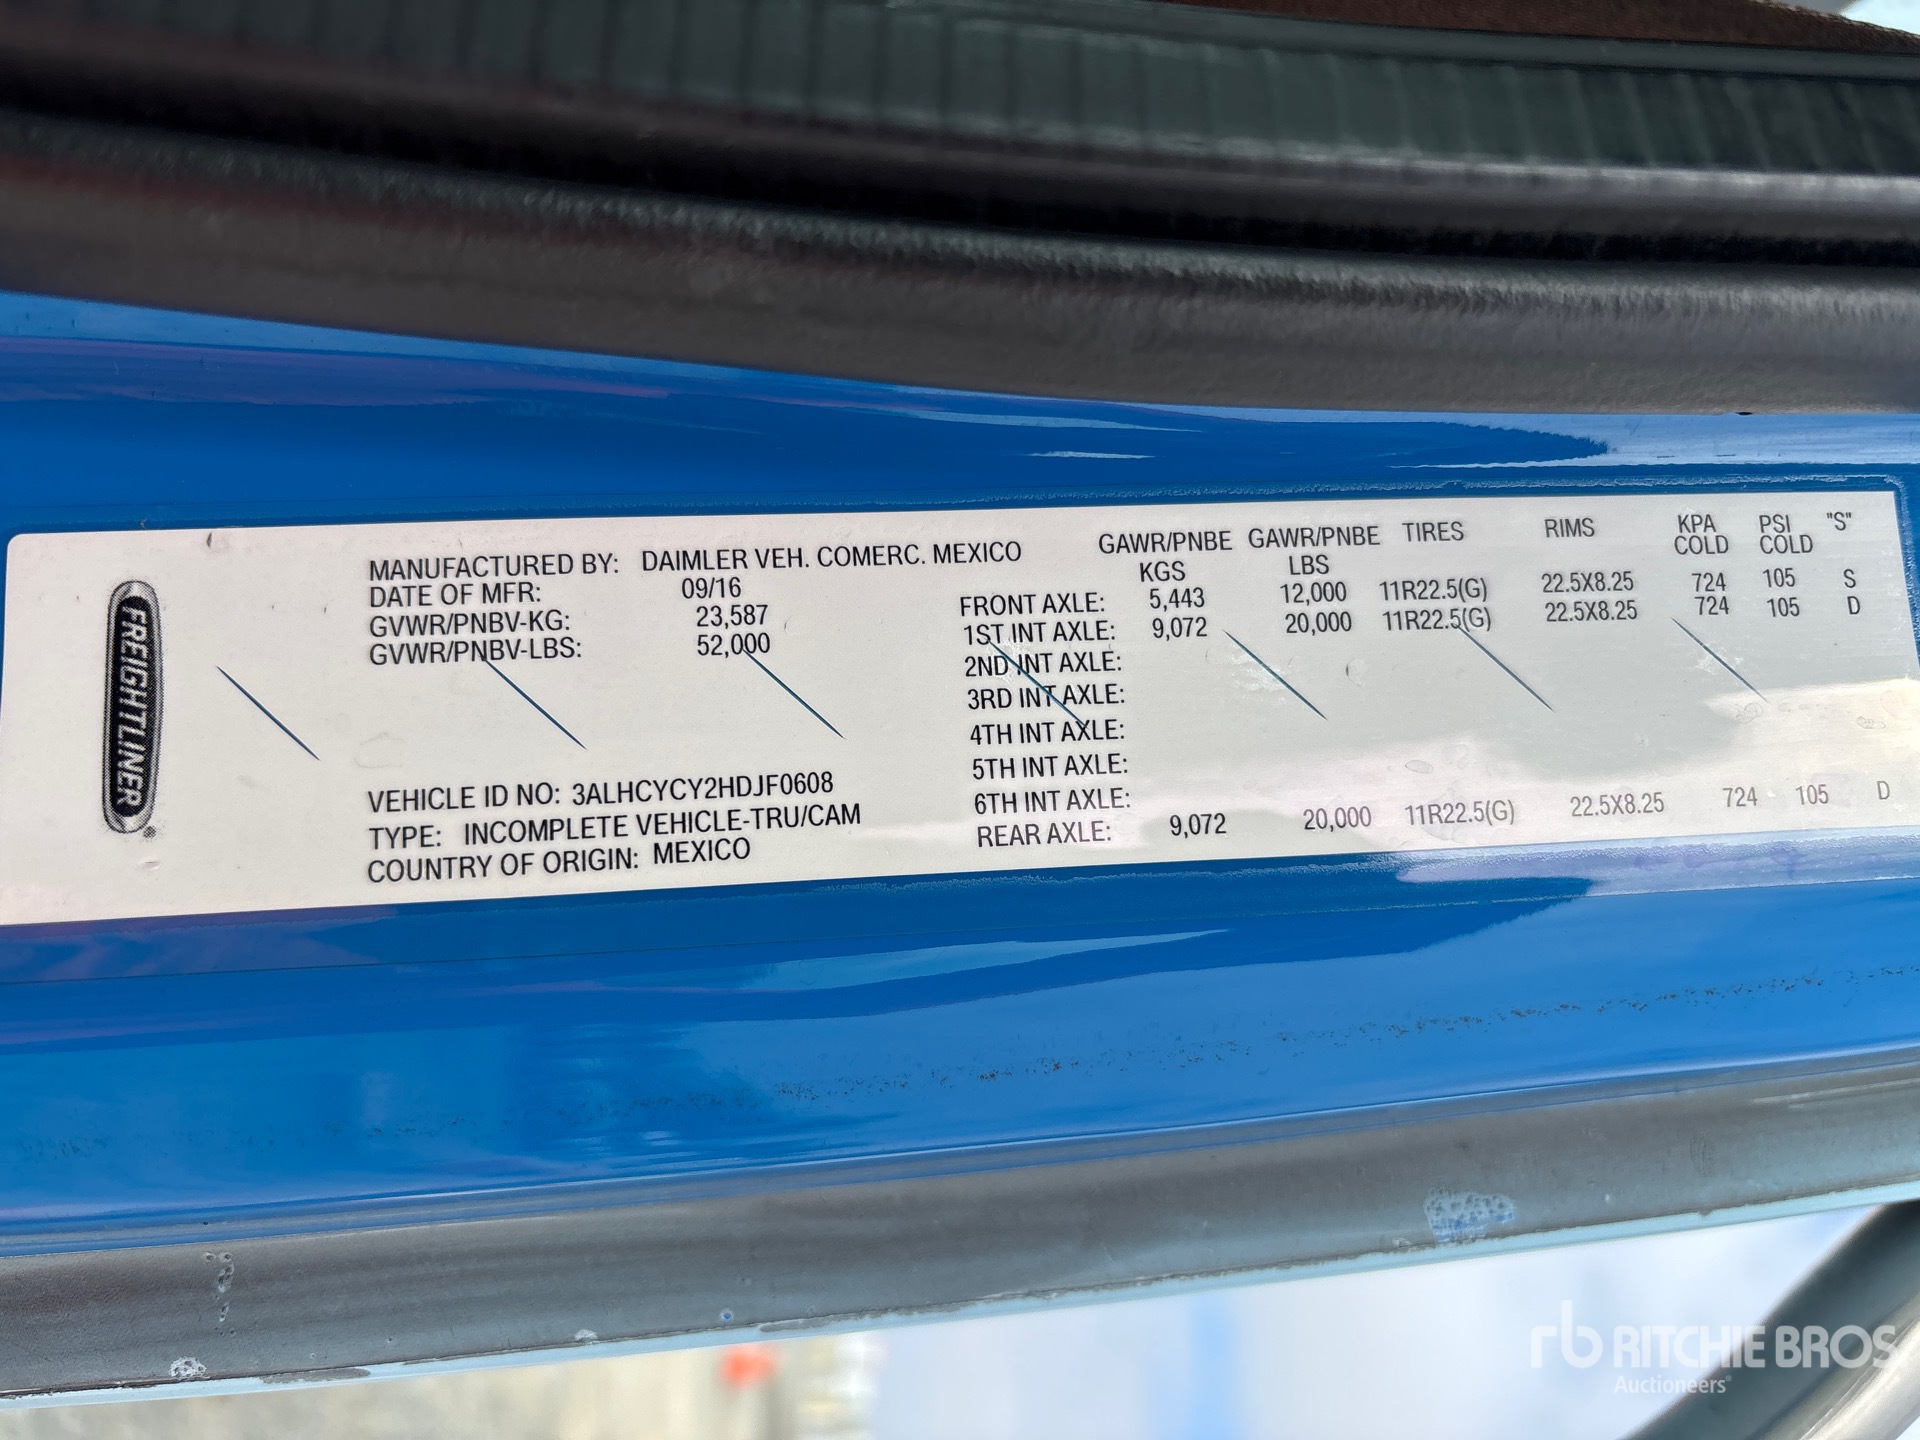 FREIGHTLINER®
MANUFACTURED BY: DAIMLER VEH. COMERC. MEXICO
DATE OF MFR: 09/16
GVWR/PNBV-KG: 23,587
GVWR/PNBV-LBS: 52,000
VEHICLE ID NO: 3ALHCYCY2HDJF0608
TYPE: INCOMPLETE VEHICLE-TRU/CAM
COUNTRY OF ORIGIN: MEXICO
GAWR/PNBE GAWR/PNBE TIRES RIMS KPA PSI "S"
KGS LBS COLD COLD
FRONT AXLE: 5,443 12,000 11R22.5(G) 22.5X8.25 724 105 S
1ST INT AXLE: 9,072 20,000 11R22.5(G) 22.5X8.25 724 105 D
2ND INT AXLE:
3RD INT AXLE:
4TH INT AXLE:
5TH INT AXLE:
6TH INT AXLE:
REAR AXLE: 9,072 20,000 11R22.5(G) 22.5X8.25 724 105 D
rb RITCHIE BROS
Auctioneers®